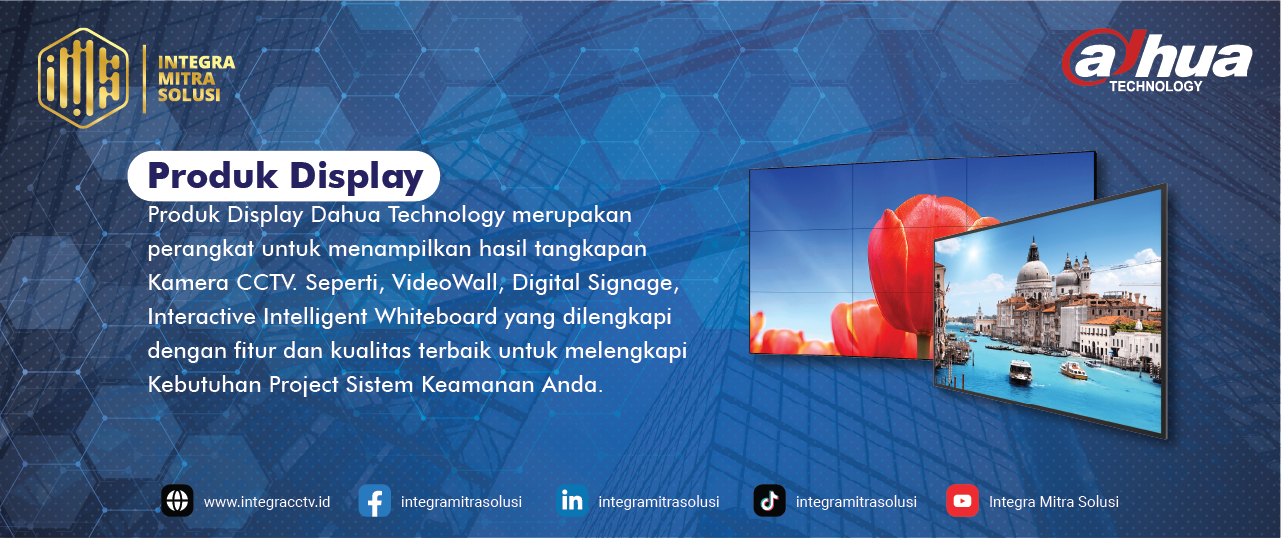 INTEGRA
MITRA
SOLUSI
alhua
TECHNOLOGY
Produk Display
Produk Display Dahua Technology merupakan
perangkat untuk menampilkan hasil tangkapan
Kamera CCTV. Seperti, VideoWall, Digital Signage,
Interactive Intelligent Whiteboard yang dilengkapi
dengan fitur dan kualitas terbaik untuk melengkapi
Kebutuhan Project Sistem Keamanan Anda.
www.integracctv.id
integramitrasolusi
integramitrasolusi
integramitrasolusi
Integra Mitra Solusi